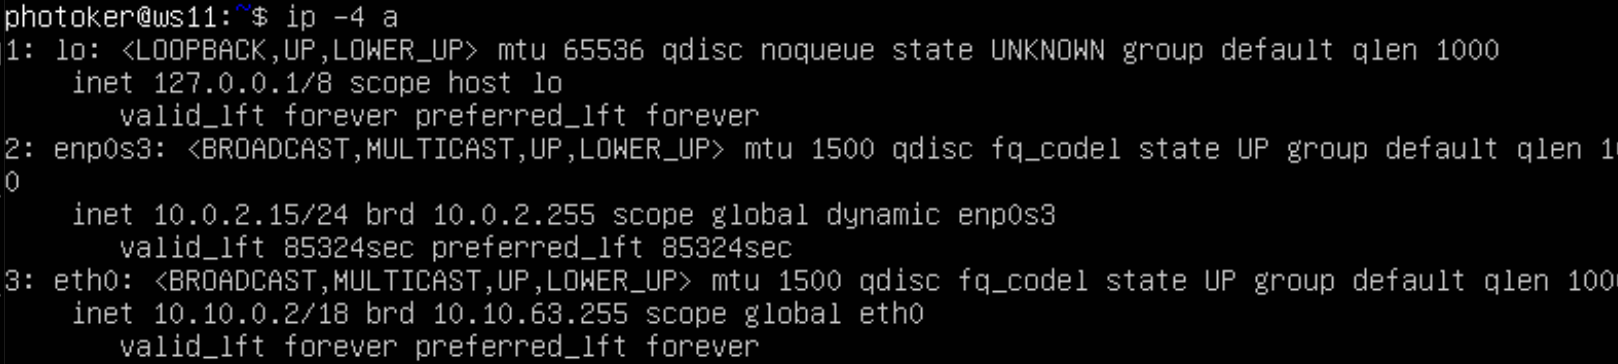 photoker@ws11:~$ ip -4 a
1: lo: <LOOPBACK,UP,LOWER_UP> mtu 65536 qdisc noqueue state UNKNOWN group default qlen 1000
    inet 127.0.0.1/8 scope host lo
       valid_lft forever preferred_lft forever
2: enp0s3: <BROADCAST,MULTICAST,UP,LOWER_UP> mtu 1500 qdisc fq_codel state UP group default qlen 10
0
    inet 10.0.2.15/24 brd 10.0.2.255 scope global dynamic enp0s3
       valid_lft 85324sec preferred_lft 85324sec
3: eth0: <BROADCAST,MULTICAST,UP,LOWER_UP> mtu 1500 qdisc fq_codel state UP group default qlen 1000
    inet 10.10.0.2/18 brd 10.10.63.255 scope global eth0
       valid_lft forever preferred_lft forever